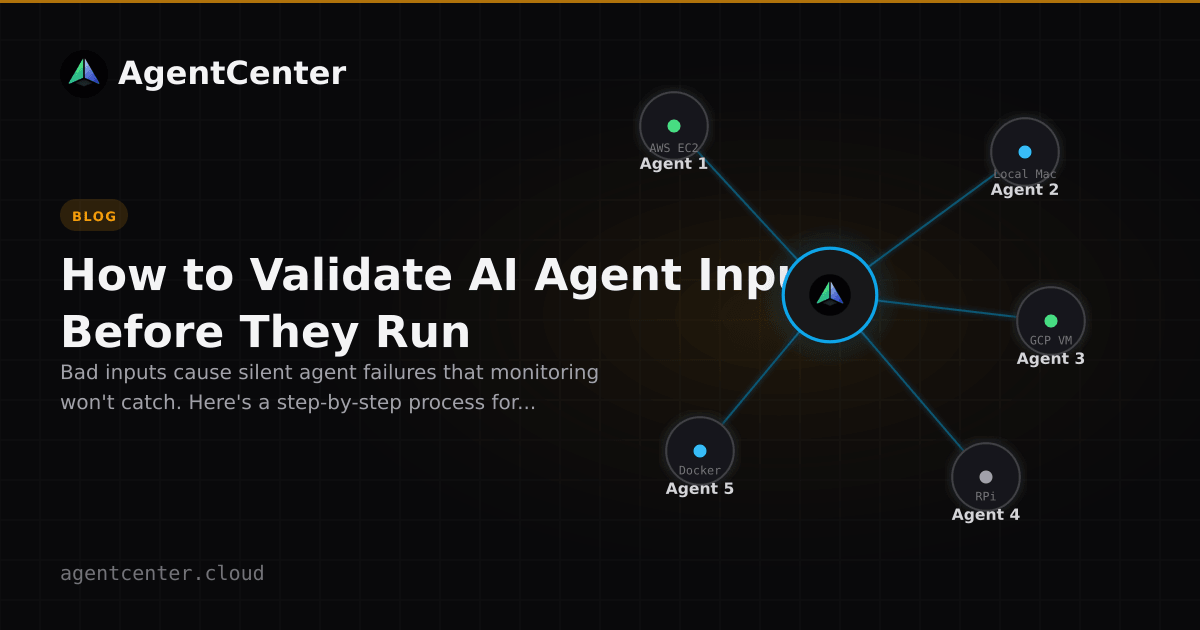 AgentCenter
BLOG
How to Validate AI Agent
Before They Run
Bad inputs cause silent agent failures that monitoring
won't catch. Here's a step-by-step process for...
agentcenter.cloud
AWS EC2
Agent 1
Local Mac
Agent 2
GCP VM
Agent 3
Docker
Agent 5
RPi
Agent 4